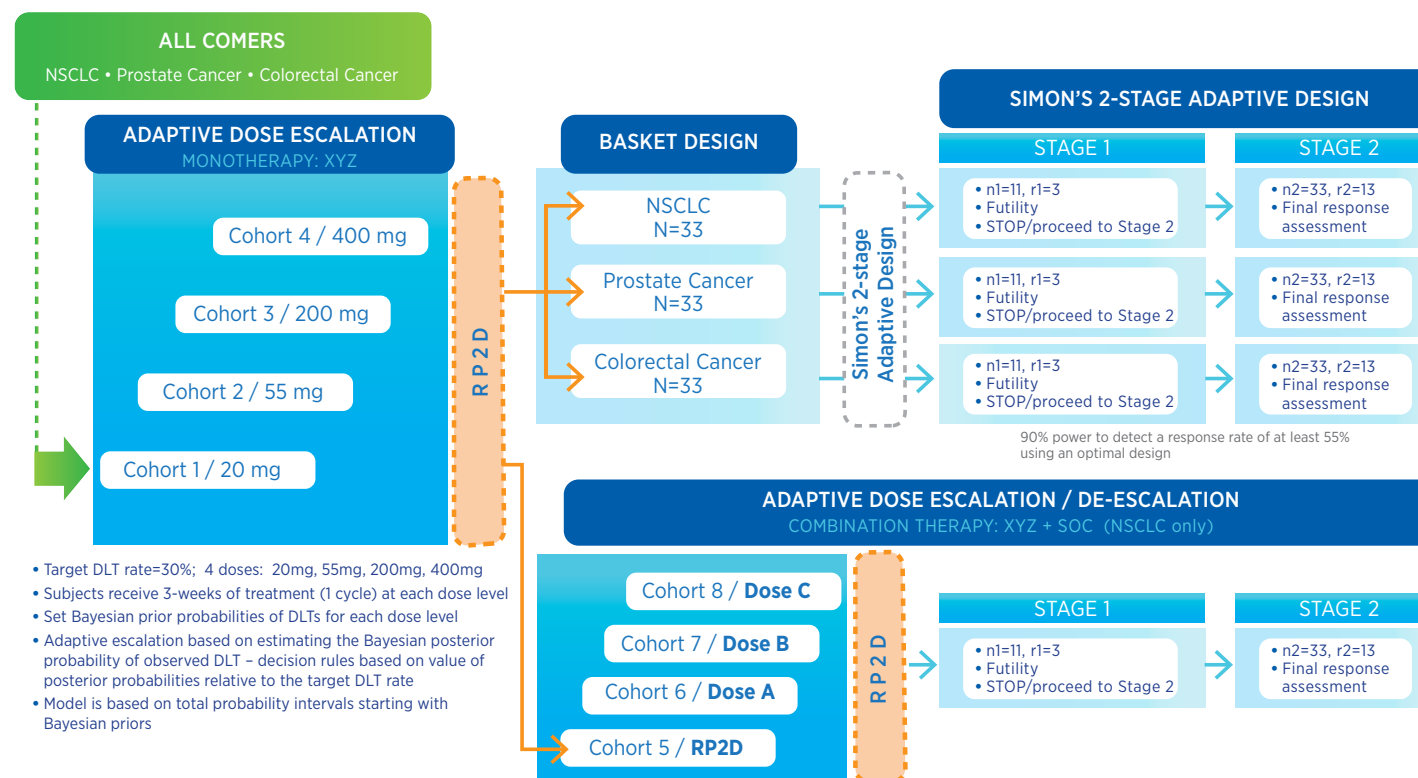 ALL COMERS
NSCLC • Prostate Cancer • Colorectal Cancer
ADAPTIVE DOSE ESCALATION
MONOTHERAPY: XYZ
Cohort 4 / 400 mg
Cohort 3 / 200 mg
Cohort 2 / 55 mg
Cohort 1 / 20 mg
RP2D
• Target DLT rate=30%; 4 doses: 20mg, 55mg, 200mg, 400mg
• Subjects receive 3-weeks of treatment (1 cycle) at each dose level
• Set Bayesian prior probabilities of DLTs for each dose level
• Adaptive escalation based on estimating the Bayesian posterior
probability of observed DLT – decision rules based on value of
posterior probabilities relative to the target DLT rate
• Model is based on total probability intervals starting with
Bayesian priors
BASKET DESIGN
NSCLC
N=33
Prostate Cancer
N=33
Colorectal Cancer
N=33
Simon's 2-stage
Adaptive Design
SIMON'S 2-STAGE ADAPTIVE DESIGN
STAGE 1
STAGE 2
• n1=11, r1=3
• Futility
• STOP/proceed to Stage 2
• n2=33, r2=13
• Final response
assessment
• n1=11, r1=3
• Futility
• STOP/proceed to Stage 2
• n2=33, r2=13
• Final response
assessment
• n1=11, r1=3
• Futility
• STOP/proceed to Stage 2
• n2=33, r2=13
• Final response
assessment
90% power to detect a response rate of at least 55%
using an optimal design
ADAPTIVE DOSE ESCALATION / DE-ESCALATION
COMBINATION THERAPY: XYZ + SOC (NSCLC only)
Cohort 8 / Dose C
Cohort 7 / Dose B
Cohort 6 / Dose A
Cohort 5 / RP2D
RP2D
STAGE 1
STAGE 2
• n1=11, r1=3
• Futility
• STOP/proceed to Stage 2
• n2=33, r2=13
• Final response
assessment